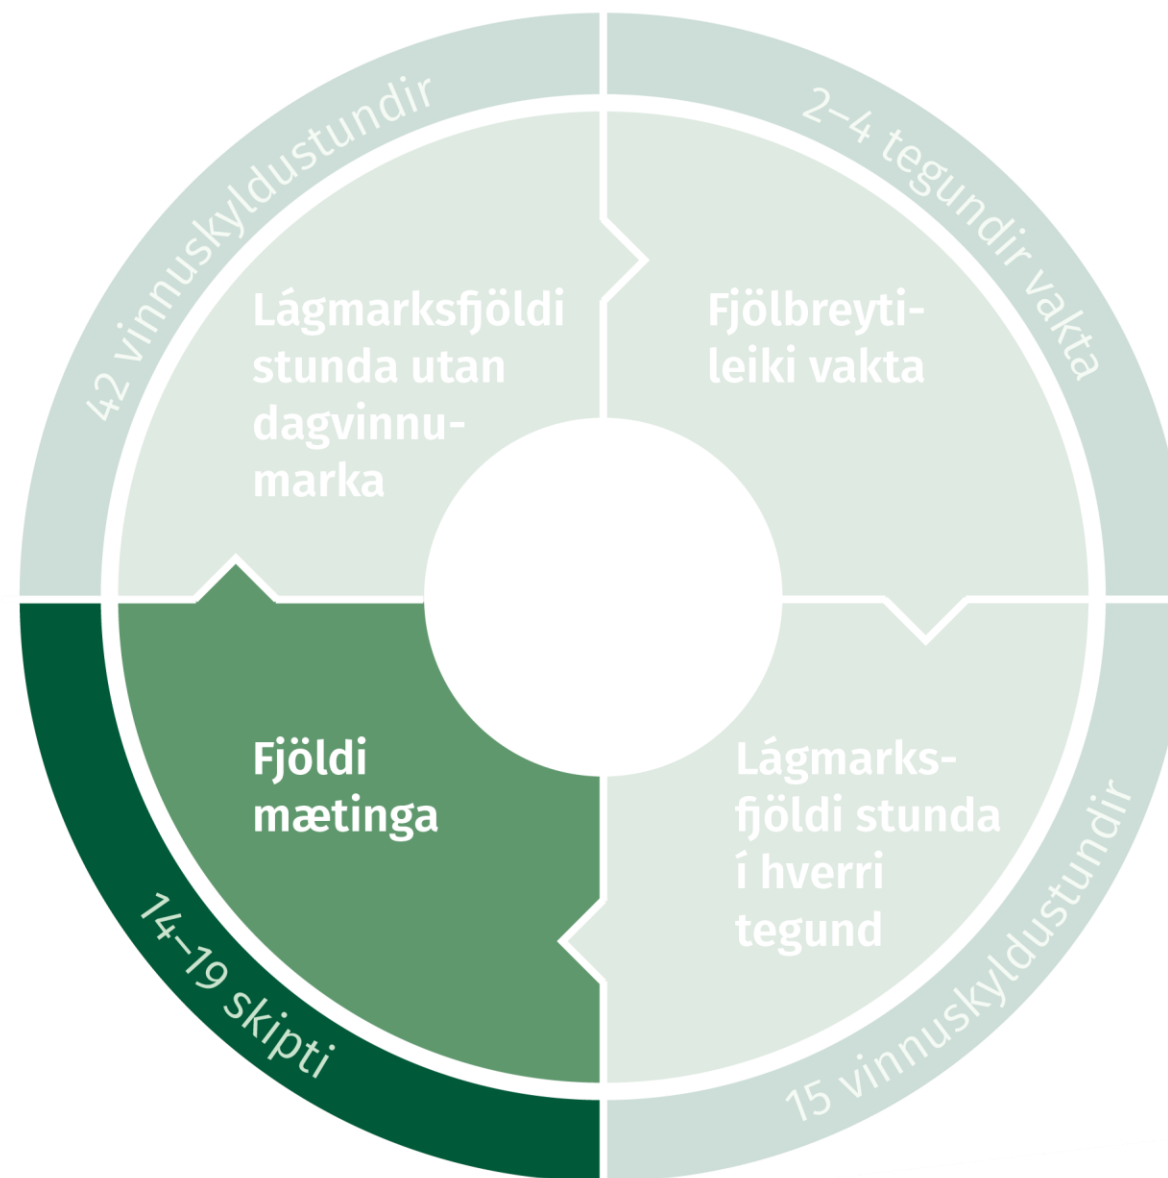 42 vinnuskyldustundir
2–4 tegundir vakta
Lágmarksfjöldi
stunda utan
dagvinnu-
marka
Fjölbreyti-
leiki vakta
Fjöldi
mætinga
Lágmarks-
fjöldi stunda
í hverri
tegund
14–19 skipti
15 vinnuskyldustundir